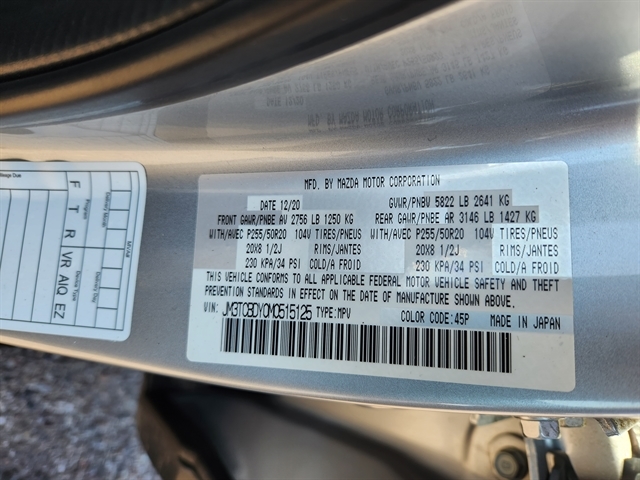 MFD. BY MAZDA MOTOR CORPORATION
DATE 12/20 GVWR/PNBV 5822 LB 2641 KG
FRONT GAWR/PNBE AV 2756 LB 1250 KG REAR GAWR/PNBE AR 3146 LB 1427 KG
WITH/AVEC P255/50R20 104V TIRES/PNEUS WITH/AVEC P255/50R20 104V TIRES/PNEUS
20X8 1/2J RIMS/JANTES 20X8 1/2J RIMS/JANTES
230 KPA/34 PSI COLD/A FROID 230 KPA/34 PSI COLD/A FROID
THIS VEHICLE CONFORMS TO ALL APPLICABLE FEDERAL MOTOR VEHICLE SAFETY AND THEFT
PREVENTION STANDARDS IN EFFECT ON THE DATE OF MANUFACTURE SHOWN ABOVE.
VIN: JM3TCBDY0M0515125 TYPE:MPV
COLOR CODE:45P MADE IN JAPAN
Mileage Due
F T R VR AIQ EZ